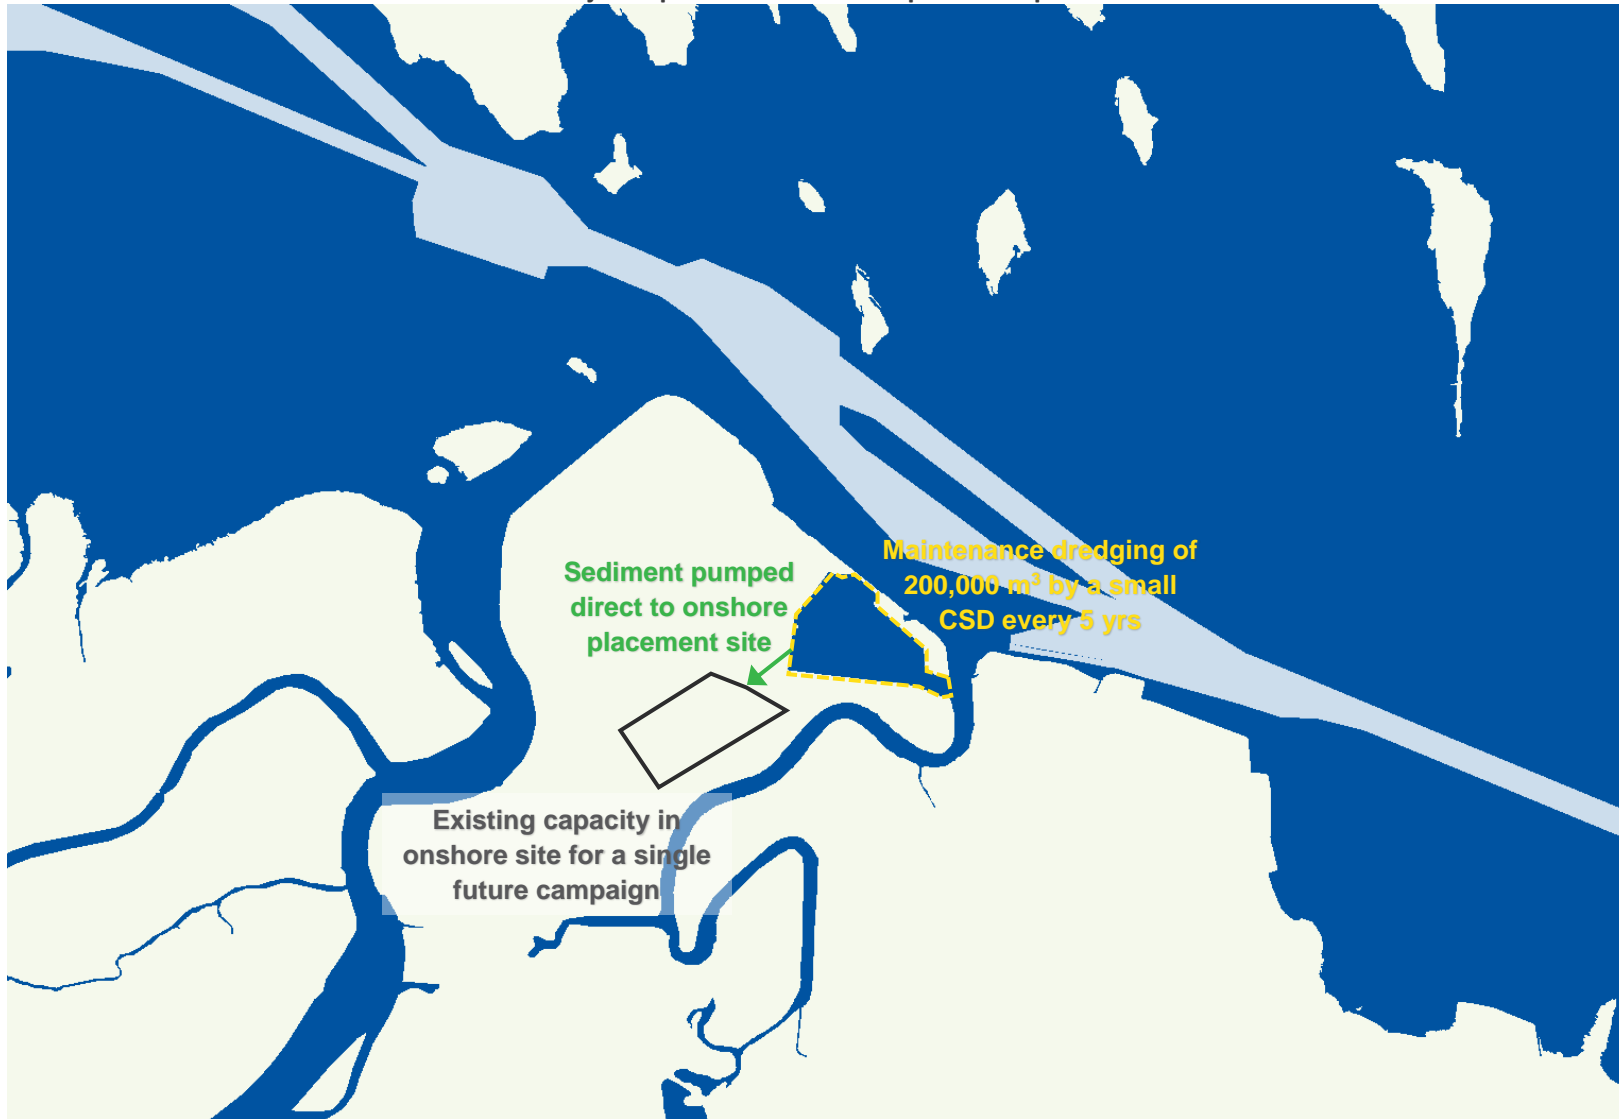 Sediment pumped
direct to onshore
placement site
Maintenance dredging of
200,000 m³ by a small
CSD every 5 yrs
Existing capacity in
onshore site for a single
future campaign